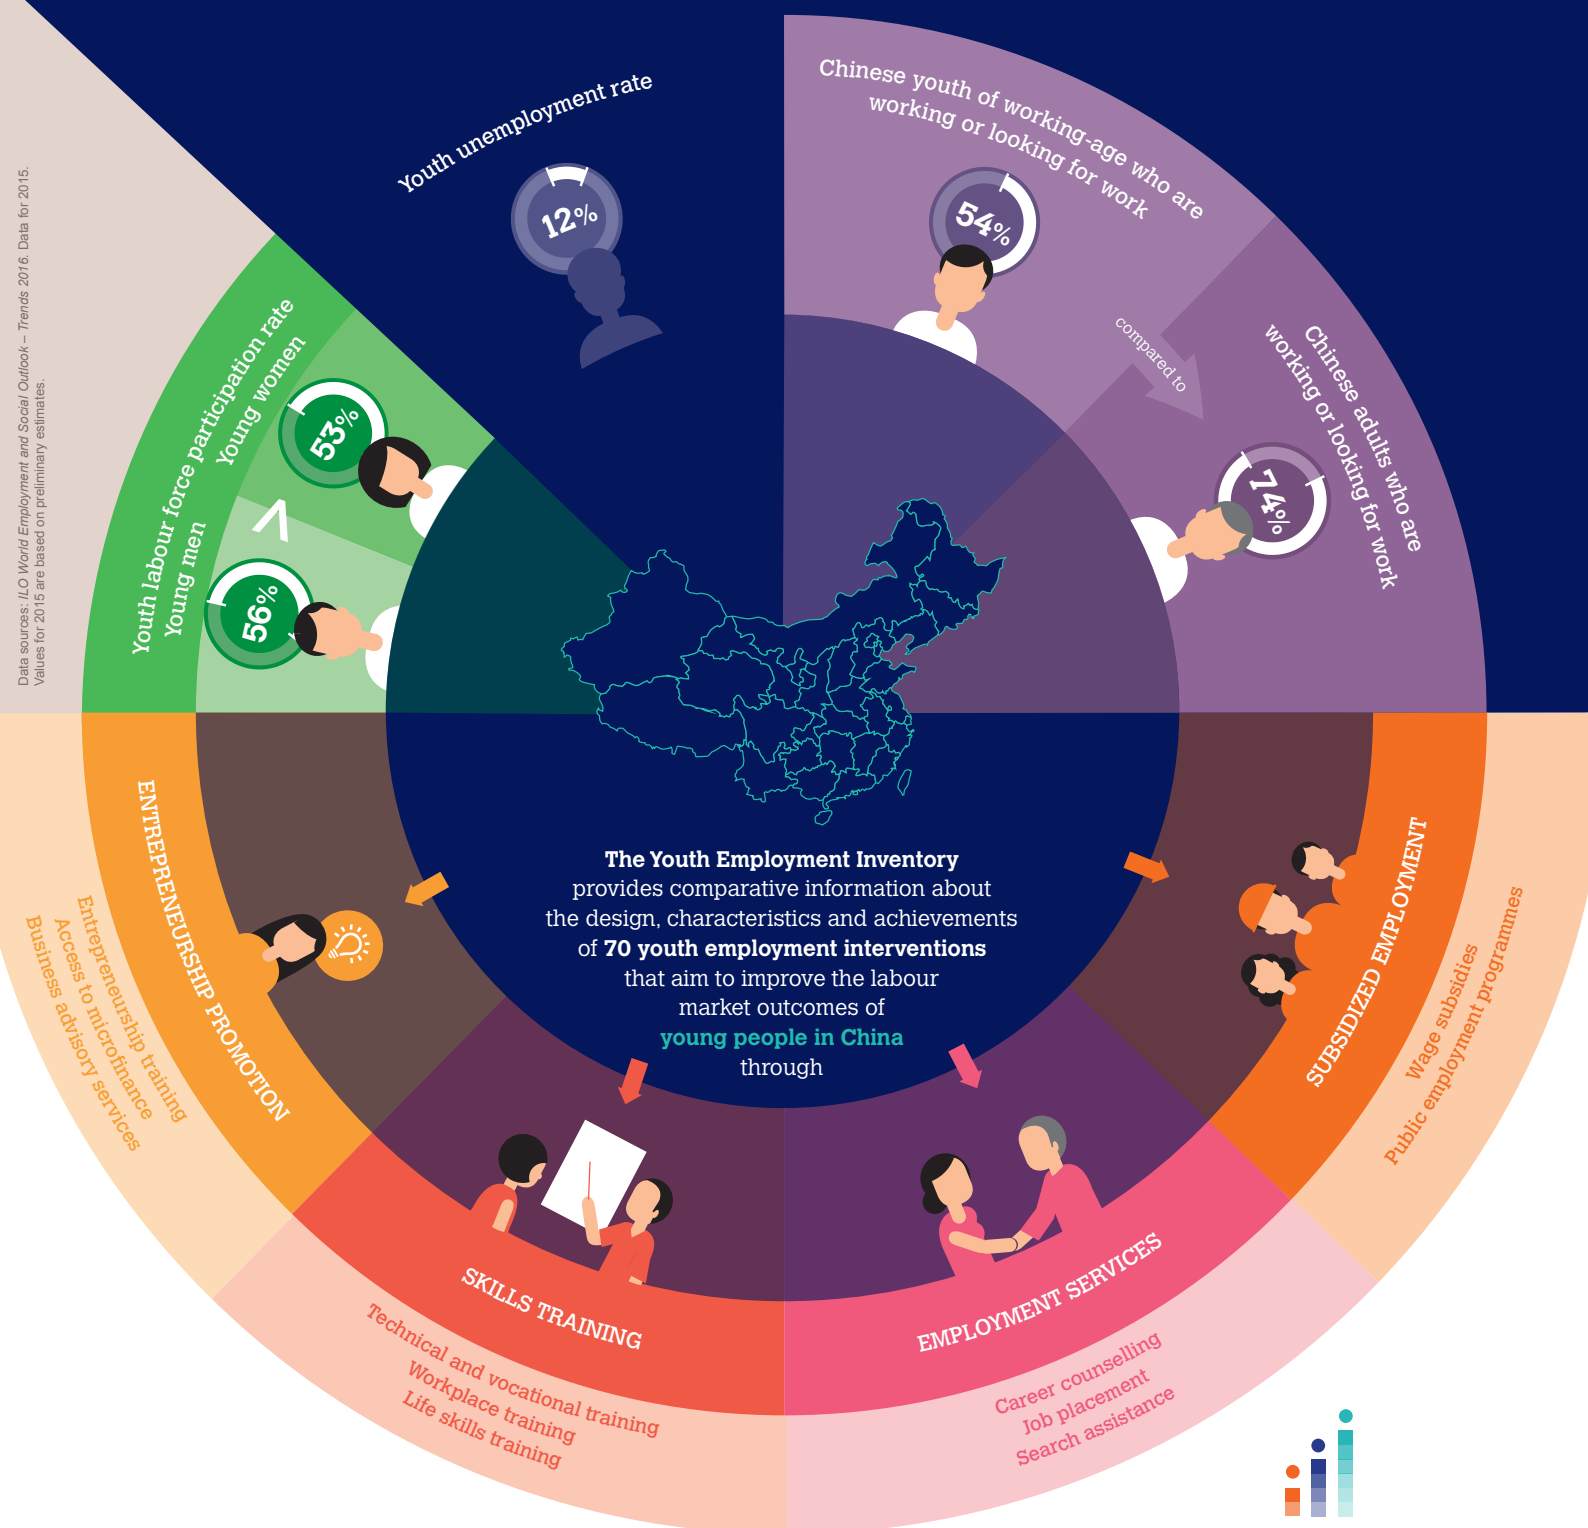 Data sources: ILO World Employment and Social Outlook – Trends 2016. Data for 2015.
Values for 2015 are based on preliminary estimates.
Youth unemployment rate
12%
Chinese youth of working-age who are
working or looking for work
54%
compared to
Chinese adults who are
working or looking for work
74%
Youth labour force participation rate
Young women
53%
<
Young men
56%
The Youth Employment Inventory
provides comparative information about
the design, characteristics and achievements
of 70 youth employment interventions
that aim to improve the labour
market outcomes of
young people in China
through
ENTREPRENEURSHIP PROMOTION
Entrepreneurship training
Access to microfinance
Business advisory services
SKILLS TRAINING
Technical and vocational training
Workplace training
Life skills training
EMPLOYMENT SERVICES
Career counselling
Job placement
Search assistance
SUBSIDIZED EMPLOYMENT
Wage subsidies
Public employment programmes